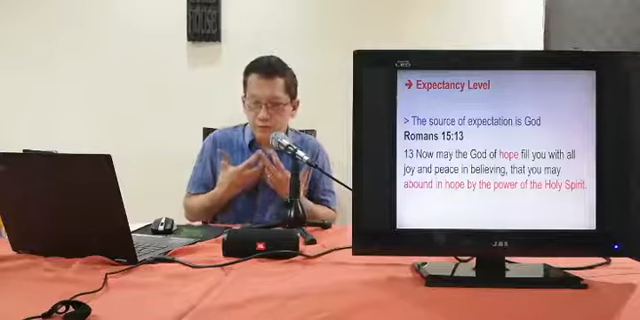 house
➔ Expectancy Level
> The source of expectation is God
Romans 15:13
13 Now may the God of hope fill you with all
joy and peace in believing, that you may
abound in hope by the power of the Holy Spirit.
JBL